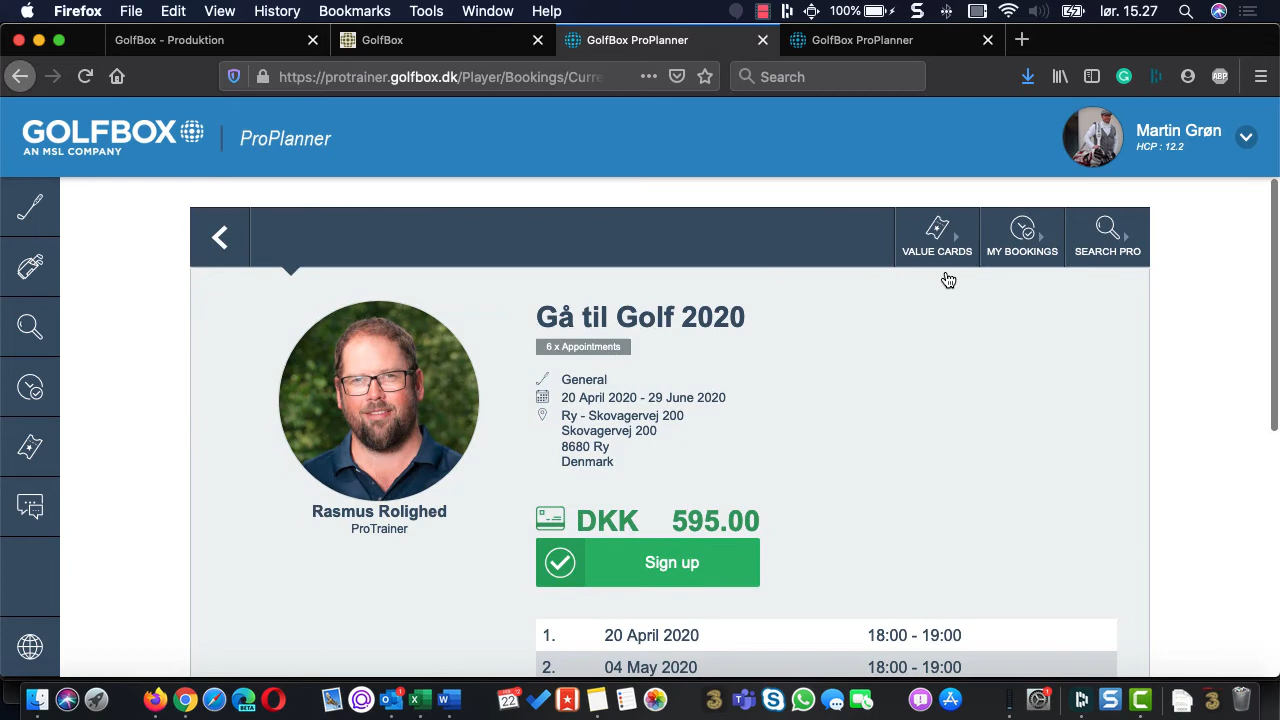 Firefox File Edit View History Bookmarks Tools Window Help 100% lør. 15.27
GolfBox - Produktion GolfBox GolfBox ProPlanner GolfBox ProPlanner
https://protrainer.golfbox.dk/Player/Bookings/Curre Search
GOLFBOX
AN MSL COMPANY
ProPlanner
Martin Grøn
HCP : 12.2
VALUE CARDS MY BOOKINGS SEARCH PRO
Gå til Golf 2020
6 x Appointments
General
20 April 2020 - 29 June 2020
Ry - Skovagervej 200
Skovagervej 200
8680 Ry
Denmark
Rasmus Rolighed
ProTrainer
DKK 595.00
Sign up
1. 20 April 2020 18:00 - 19:00
2. 04 May 2020 18:00 - 19:00